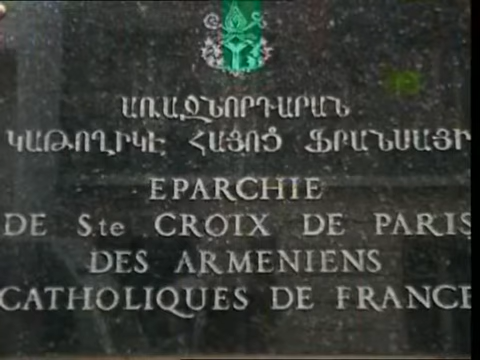 ԱՌԱՋՆՈՐԴԱՐԱՆ
ԿԱԹՈՂԻԿԷ ՀԱՅՈՑ ՖՐԱՆՍԱՅԻ
EPARCHIE
DE Ste CROIX DE PARIS
DES ARMENIENS
CATHOLIQUES DE FRANCE